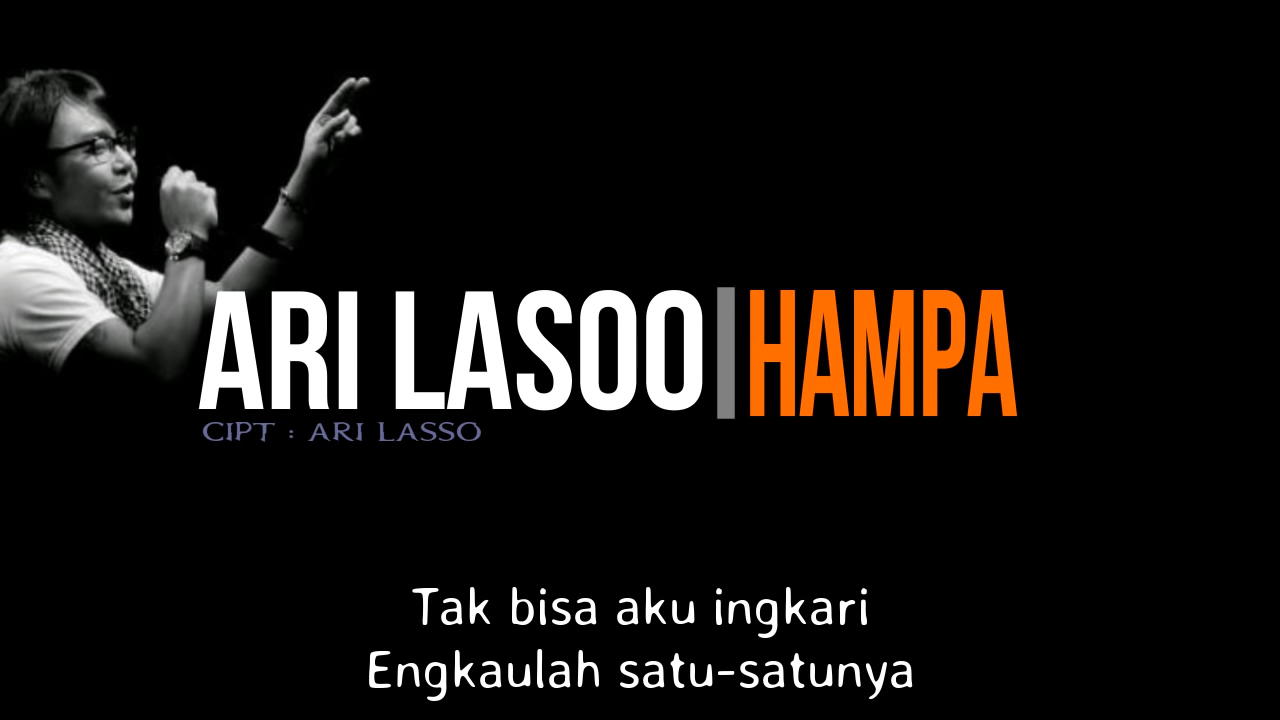 ARI LASOO | HAMPA
CIPT : ARI LASSO
Tak bisa aku ingkari
Engkaulah satu-satunya